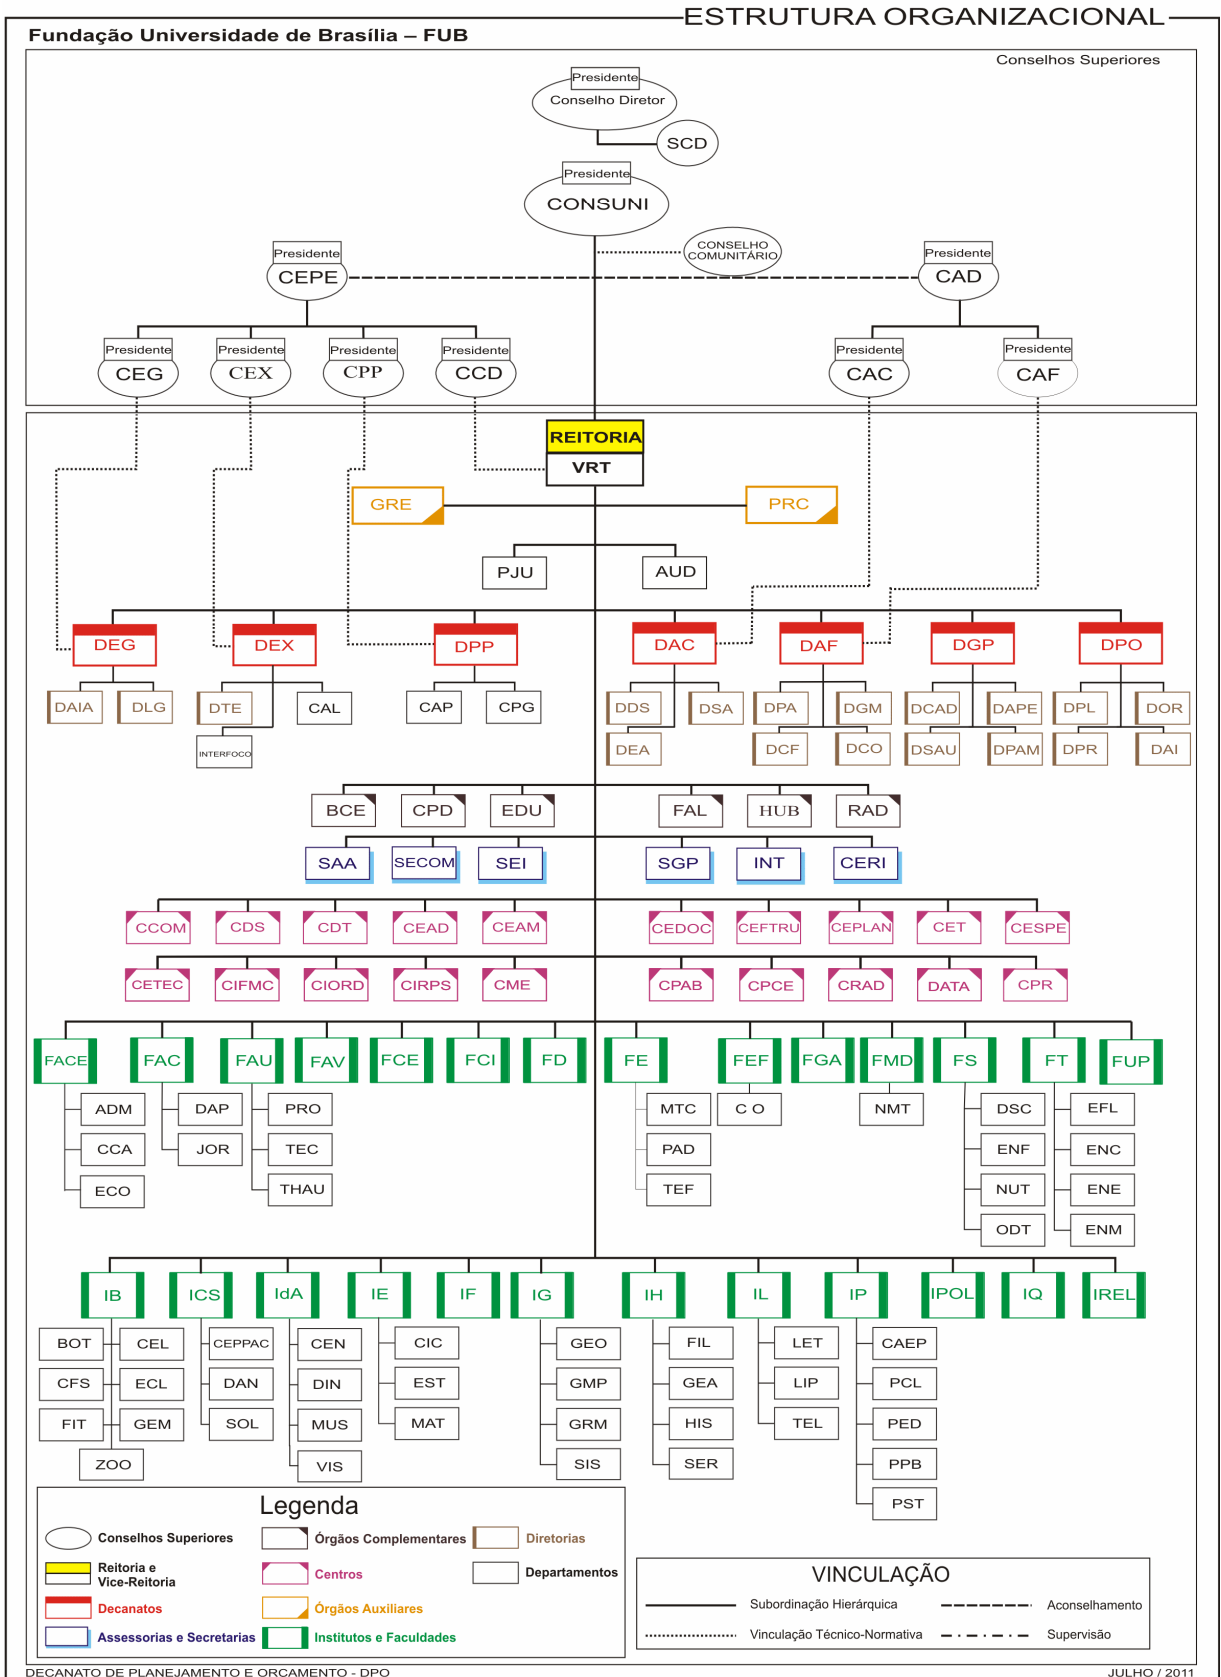 ESTRUTURA ORGANIZACIONAL
Fundação Universidade de Brasília – FUB
Conselhos Superiores
Presidente
Conselho Diretor
SCD
Presidente
CONSUNI
CONSELHO
COMUNITÁRIO
Presidente
CEPE
Presidente
CAD
Presidente Presidente Presidente Presidente Presidente Presidente
CEG CEX CPP CCD CAC CAF
REITORIA
VRT
GRE PRC
PJU AUD
DEG DEX DPP DAC DAF DGP DPO
DAIA DLG DTE CAL CAP CPG DDS DSA DPA DGM DCAD DAPE DPL DOR
INTERFOCO DEA DCF DCO DSAU DPAM DPR DAI
BCE CPD EDU FAL HUB RAD
SAA SECOM SEI SGP INT CERI
CCOM CDS CDT CEAD CEAM CEDOC CEFTRU CEPLAN CET CESPE
CETEC CIFMC CIORD CIRPS CME CPAB CPCE CRAD DATA CPR
FACE FAC FAU FAV FCE FCI FD FE FEF FGA FMD FS FT FUP
ADM DAP PRO MTC C O NMT DSC EFL
CCA JOR TEC PAD ENF ENC
ECO THAU TEF NUT ENE
ODT ENM
IB ICS IdA IE IF IG IH IL IP IPOL IQ IREL
BOT CEL CEPPAC CEN CIC GEO FIL LET CAEP
CFS ECL DAN DIN EST GMP GEA LIP PCL
FIT GEM SOL MUS MAT GRM HIS TEL PED
ZOO VIS SIS SER PPB
PST
Legenda
Conselhos Superiores Órgãos Complementares Diretorias
Reitoria e
Vice-Reitoria
Centros Departamentos
Decanatos Órgãos Auxiliares
Assessorias e Secretarias Institutos e Faculdades
VINCULAÇÃO
Subordinação Hierárquica Aconselhamento
Vinculação Técnico-Normativa Supervisão
DECANATO DE PLANEJAMENTO E ORCAMENTO - DPO JULHO / 2011